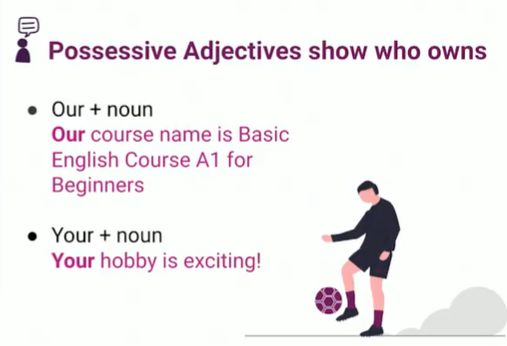 Possessive Adjectives show who owns
● Our + noun
Our course name is Basic
English Course A1 for
Beginners
● Your + noun
Your hobby is exciting!